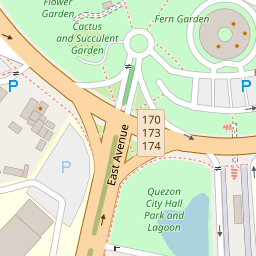 Flower
Garden
Fern Garden
Cactus
and Succulent
Garden
P
P
170
173
174
East Avenue
P
Quezon
City Hall
Park and
Lagoon